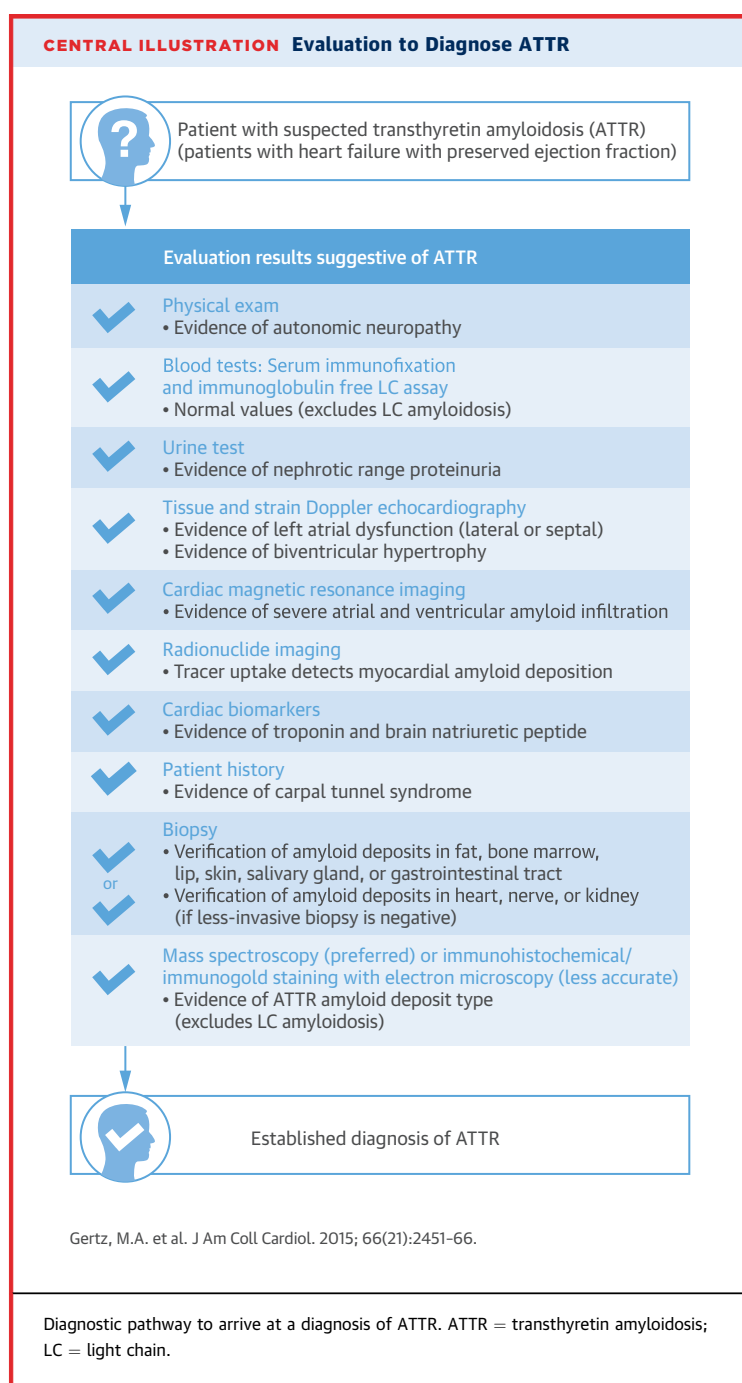 CENTRAL ILLUSTRATION Evaluation to Diagnose ATTR
?
Patient with suspected transthyretin amyloidosis (ATTR)
(patients with heart failure with preserved ejection fraction)
Evaluation results suggestive of ATTR
Physical exam
• Evidence of autonomic neuropathy
Blood tests: Serum immunofixation
and immunoglobulin free LC assay
• Normal values (excludes LC amyloidosis)
Urine test
• Evidence of nephrotic range proteinuria
Tissue and strain Doppler echocardiography
• Evidence of left atrial dysfunction (lateral or septal)
• Evidence of biventricular hypertrophy
Cardiac magnetic resonance imaging
• Evidence of severe atrial and ventricular amyloid infiltration
Radionuclide imaging
• Tracer uptake detects myocardial amyloid deposition
Cardiac biomarkers
• Evidence of troponin and brain natriuretic peptide
Patient history
• Evidence of carpal tunnel syndrome
Biopsy
• Verification of amyloid deposits in fat, bone marrow,
lip, skin, salivary gland, or gastrointestinal tract
or
• Verification of amyloid deposits in heart, nerve, or kidney
(if less-invasive biopsy is negative)
Mass spectroscopy (preferred) or immunohistochemical/
immunogold staining with electron microscopy (less accurate)
• Evidence of ATTR amyloid deposit type
(excludes LC amyloidosis)
Established diagnosis of ATTR
Gertz, M.A. et al. J Am Coll Cardiol. 2015; 66(21):2451–66.
Diagnostic pathway to arrive at a diagnosis of ATTR. ATTR = transthyretin amyloidosis;
LC = light chain.